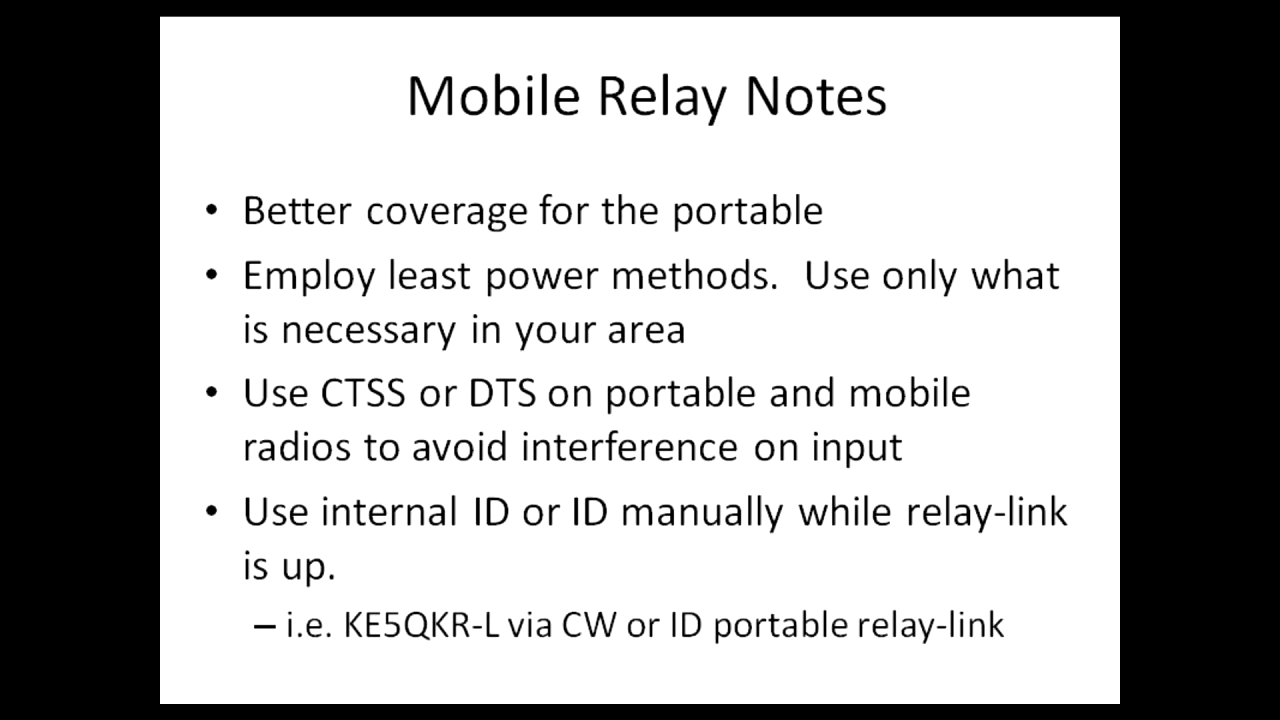 Mobile Relay Notes
• Better coverage for the portable
• Employ least power methods.  Use only what
is necessary in your area
• Use CTSS or DTS on portable and mobile
radios to avoid interference on input
• Use internal ID or ID manually while relay-link
is up.
– i.e. KE5QKR-L via CW or ID portable relay-link